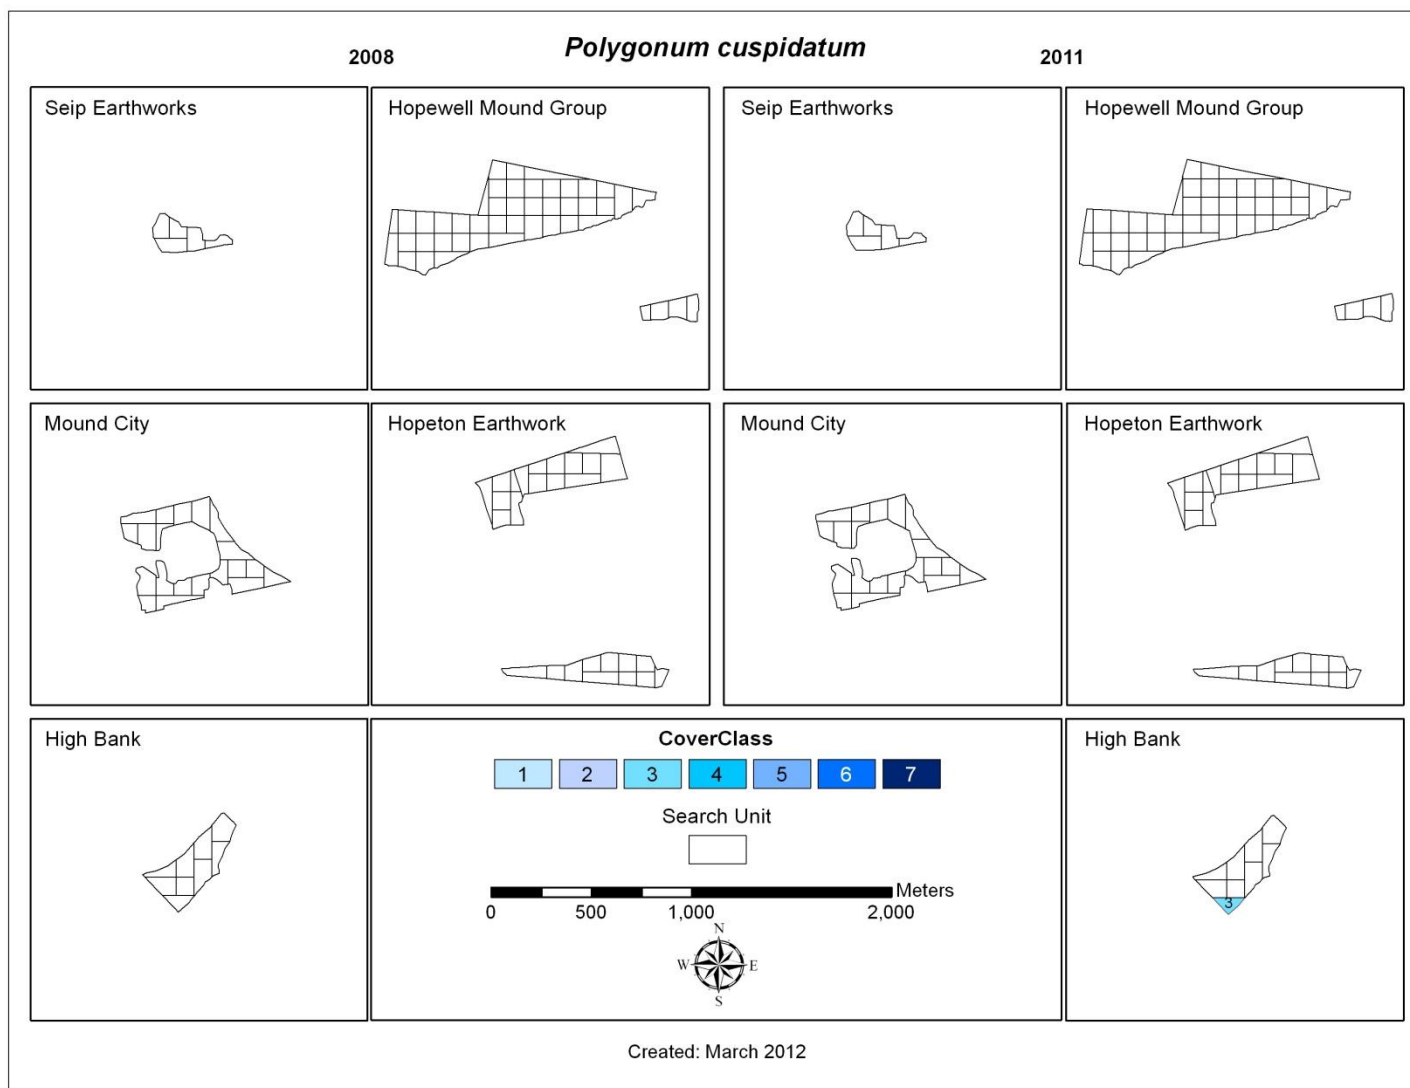 Polygonum cuspidatum
2008
2011
Seip Earthworks
Hopewell Mound Group
Seip Earthworks
Hopewell Mound Group
Mound City
Hopeton Earthwork
Mound City
Hopeton Earthwork
High Bank
CoverClass
1 2 3 4 5 6 7
Search Unit
Meters
0 500 1,000 2,000
N
W E
S
High Bank
3
Created: March 2012